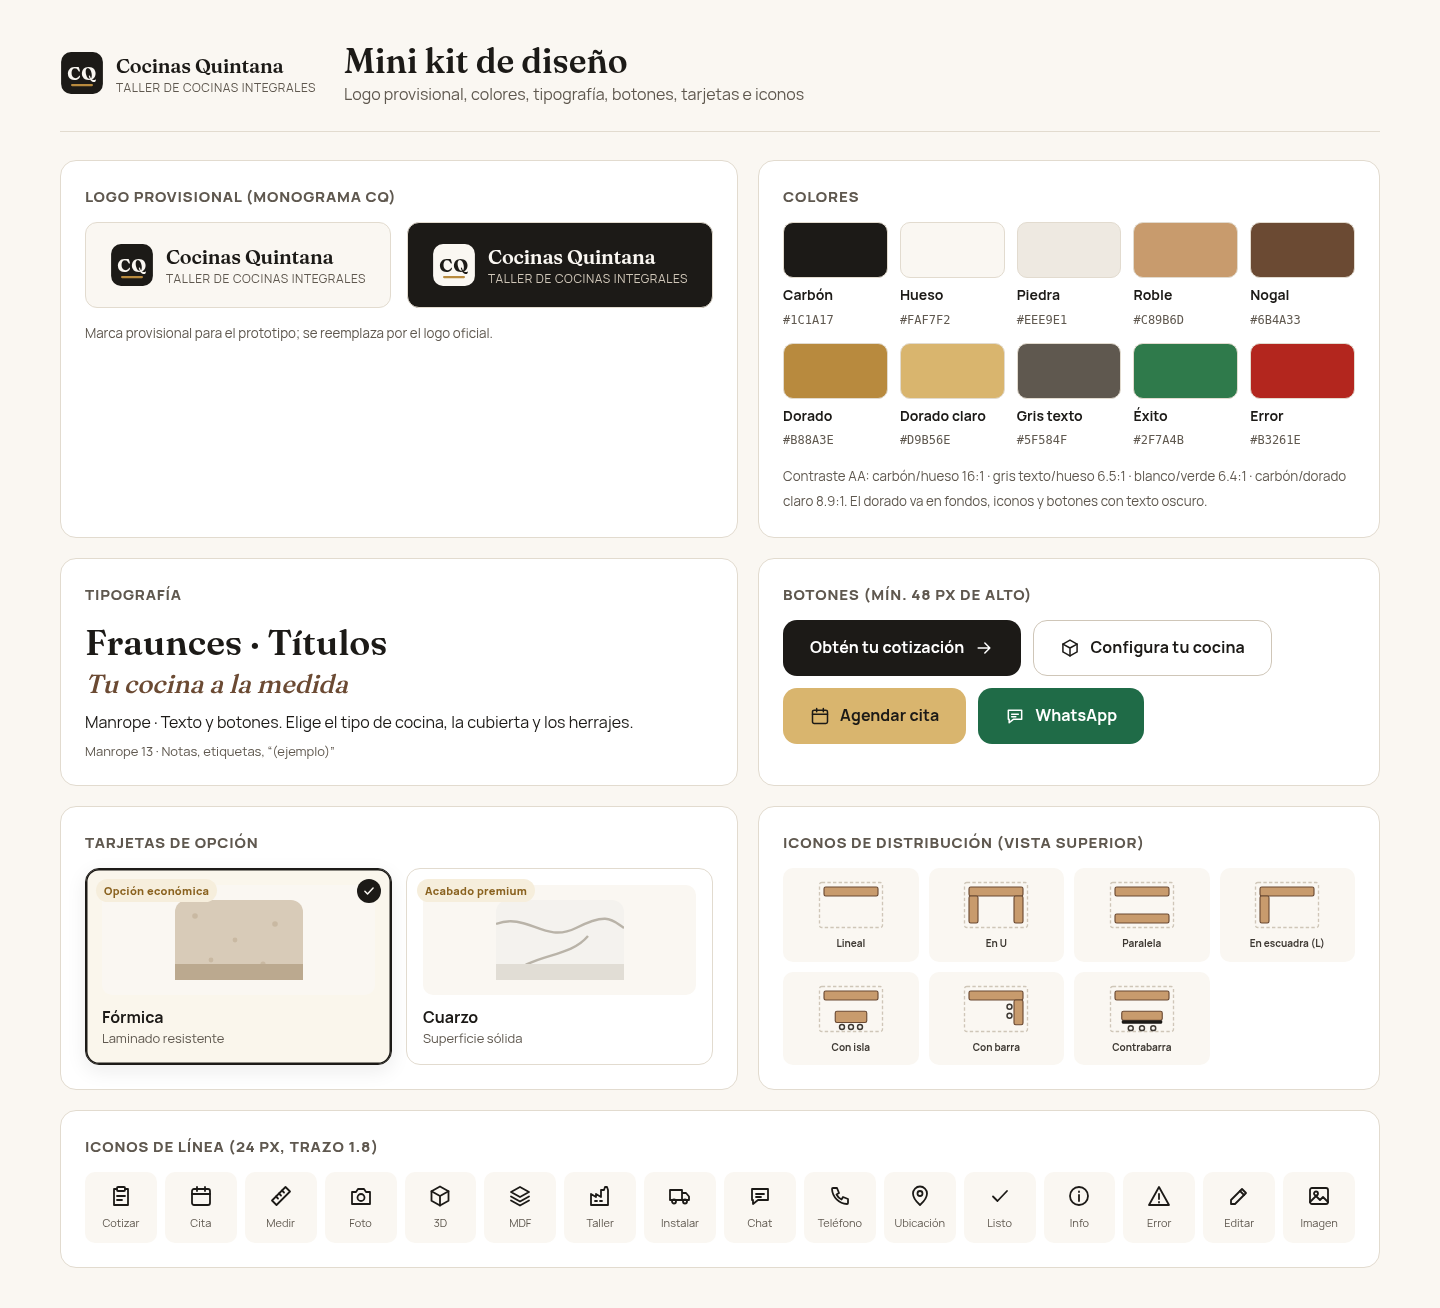 CQ
Cocinas Quintana
TALLER DE COCINAS INTEGRALES
Mini kit de diseño
Logo provisional, colores, tipografía, botones, tarjetas e iconos
LOGO PROVISIONAL (MONOGRAMA CQ)
CQ
Cocinas Quintana
TALLER DE COCINAS INTEGRALES
CQ
Cocinas Quintana
TALLER DE COCINAS INTEGRALES
Marca provisional para el prototipo; se reemplaza por el logo oficial.
COLORES
Carbón
#1C1A17
Hueso
#FAF7F2
Piedra
#EEE9E1
Roble
#C89B6D
Nogal
#6B4A33
Dorado
#B88A3E
Dorado claro
#D9B56E
Gris texto
#5F584F
Éxito
#2F7A4B
Error
#B3261E
Contraste AA: carbón/hueso 16:1 · gris texto/hueso 6.5:1 · blanco/verde 6.4:1 · carbón/dorado
claro 8.9:1. El dorado va en fondos, iconos y botones con texto oscuro.
TIPOGRAFÍA
Fraunces · Títulos
Tu cocina a la medida
Manrope · Texto y botones. Elige el tipo de cocina, la cubierta y los herrajes.
Manrope 13 · Notas, etiquetas, “(ejemplo)”
BOTONES (MÍN. 48 PX DE ALTO)
Obtén tu cotización
Configura tu cocina
Agendar cita
WhatsApp
TARJETAS DE OPCIÓN
Opción económica
Fórmica
Laminado resistente
Acabado premium
Cuarzo
Superficie sólida
ICONOS DE DISTRIBUCIÓN (VISTA SUPERIOR)
Lineal
En U
Paralela
En escuadra (L)
Con isla
Con barra
Contrabarra
ICONOS DE LÍNEA (24 PX, TRAZO 1.8)
Cotizar
Cita
Medir
Foto
3D
MDF
Taller
Instalar
Chat
Teléfono
Ubicación
Listo
Info
Error
Editar
Imagen